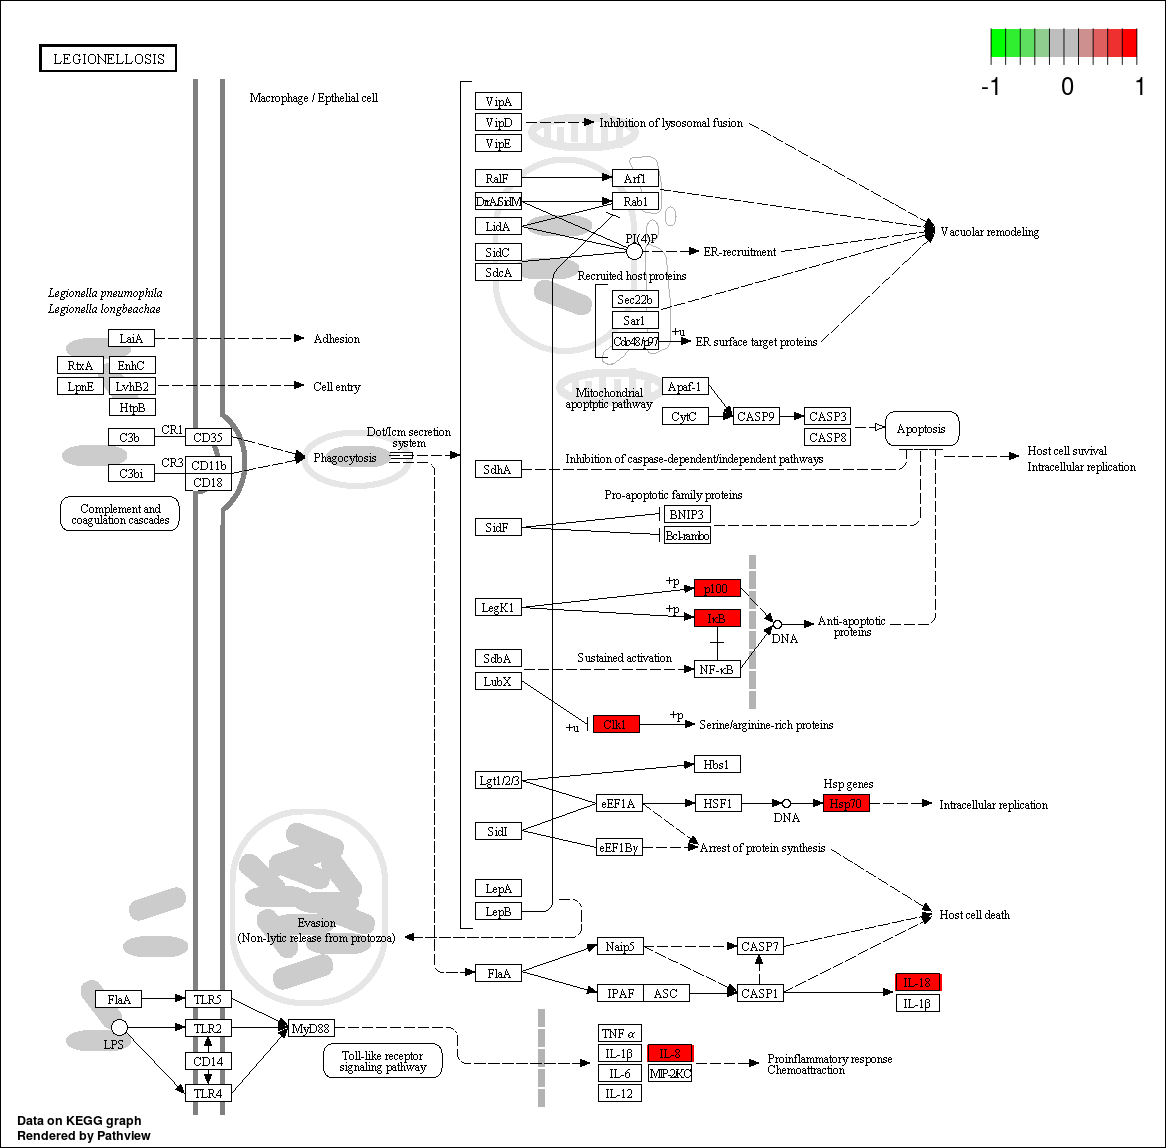 LEGIONELLOSIS
-1 0 1
Macrophage / Epthelial cell
VipA
VipD
VipE
Inhibition of lysosomal fusion
RalF
Arf1
DrrA/SidM
Rab1
LidA
Vacuolar remodeling
PI(4)P
SidC
ER-recruitment
SdcA
Recruited host proteins
Legionella pneumophila
Legionella longbeachae
Sec22b
Sar1
+u
Cdc48/p97
ER surface target proteins
LaiA
Adhesion
RtxA
EnhC
LpnE
LvhB2
Cell entry
HtpB
Mitochondrial
apoptptic pathway
Apaf-1
CytC
CASP9
CASP3
CASP8
Apoptosis
C3b
CR1
CD35
Dot/Icm secretion
system
Phagocytosis
C3bi
CR3
CD11b
CD18
SdhA
Inhibition of caspase-dependent/independent pathways
Host cell suvival
Intracellular replication
Complement and
coagulation cascades
Pro-apoptotic family proteins
SidF
BNIP3
Bcl-rambo
+p
p100
LegK1
+p
IκB
DNA
Anti-apoptotic
proteins
SdbA
Sustained activation
NF-κB
LubX
+u
Clk1
+p
Serine/arginine-rich proteins
Hbs1
Lgt1/2/3
Hsp genes
eEF1A
HSF1
DNA
Hsp70
Intracellular replication
SidI
eEF1Bγ
Arrest of protein synthesis
LepA
LepB
Host cell death
Evasion
(Non-lytic release from protozoa)
Naip5
CASP7
FlaA
IPAF
ASC
CASP1
IL-18
IL-1β
FlaA
TLR5
LPS
TLR2
MyD88
CD14
TLR4
Toll-like receptor
signaling pathway
TNF α
IL-1β
IL-8
IL-6
MIP-2/KC
IL-12
Proinflammatory response
Chemoattraction
Data on KEGG graph
Rendered by Pathview